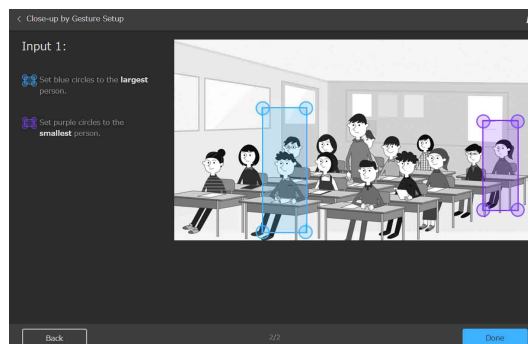 < Close-up by Gesture Setup
Input 1:
Set blue circles to the largest
person.
Set purple circles to the
smallest person.
Back
2/2
Done